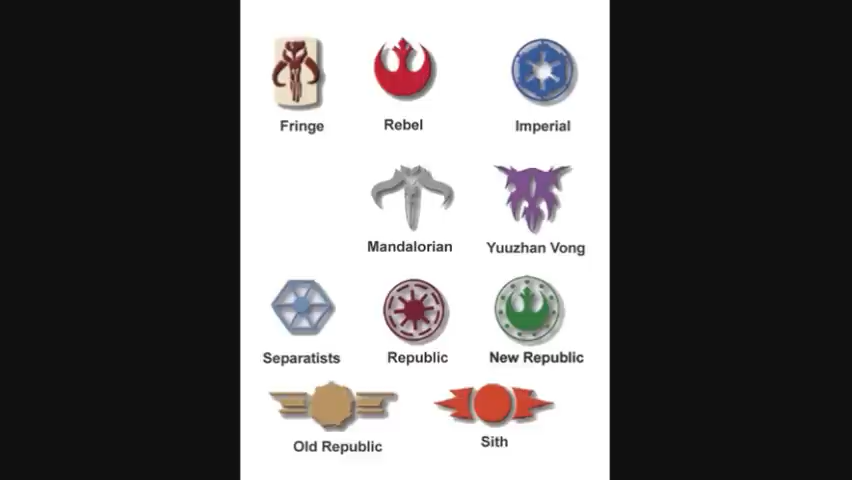 Fringe
Rebel
Imperial
Mandalorian
Yuuzhan Vong
Separatists
Republic
New Republic
Old Republic
Sith